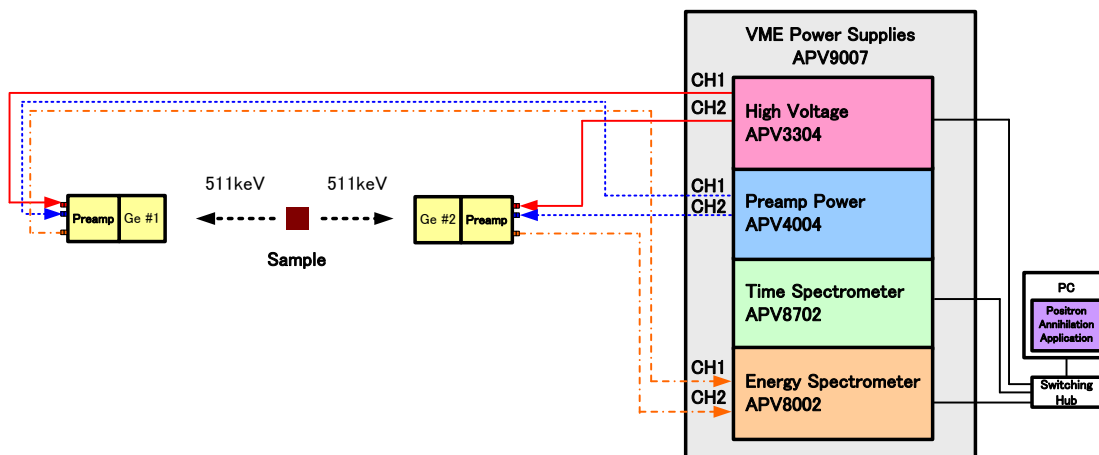 VME Power Supplies
APV9007
CH1
CH2
High Voltage
APV3304
511keV
511keV
CH1
CH2
Preamp Power
APV4004
Preamp
Ge #1
Ge #2
Preamp
Sample
Time Spectrometer
APV8702
PC
Positron
Annihilation
Application
CH1
CH2
Energy Spectrometer
APV8002
Switching
Hub